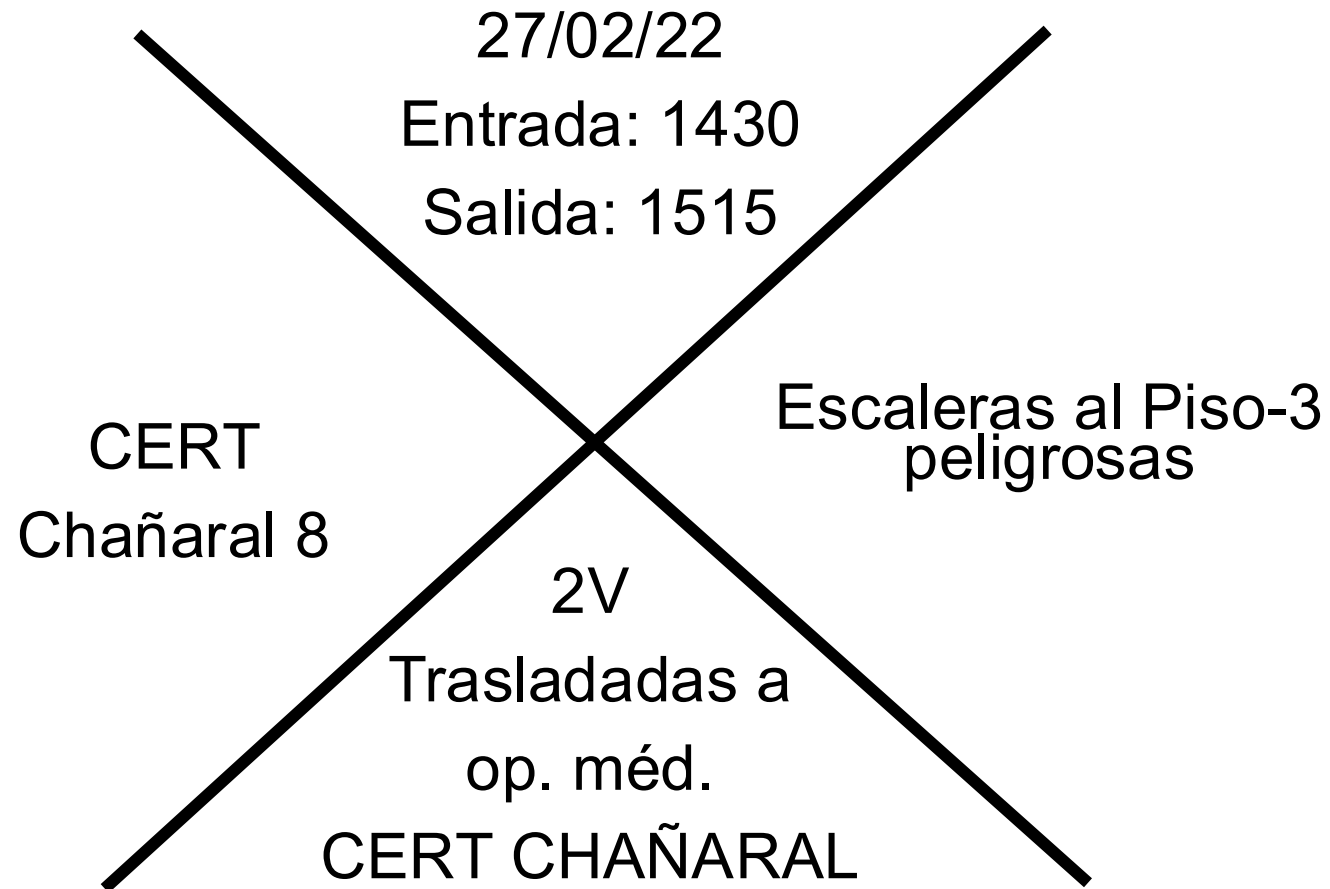 27/02/22
Entrada: 1430
Salida: 1515
CERT
Chañaral 8
Escaleras al Piso-3
peligrosas
2V
Trasladadas a
op. méd.
CERT CHAÑARAL